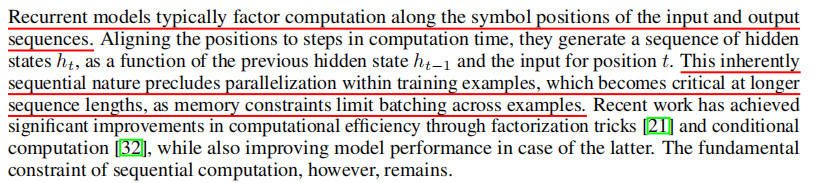 Recurrent models typically factor computation along the symbol positions of the input and output
sequences. Aligning the positions to steps in computation time, they generate a sequence of hidden
states hₜ, as a function of the previous hidden state hₜ₋₁ and the input for position t. This inherently
sequential nature precludes parallelization within training examples, which becomes critical at longer
sequence lengths, as memory constraints limit batching across examples. Recent work has achieved
significant improvements in computational efficiency through factorization tricks [21] and conditional
computation [32], while also improving model performance in case of the latter. The fundamental
constraint of sequential computation, however, remains.